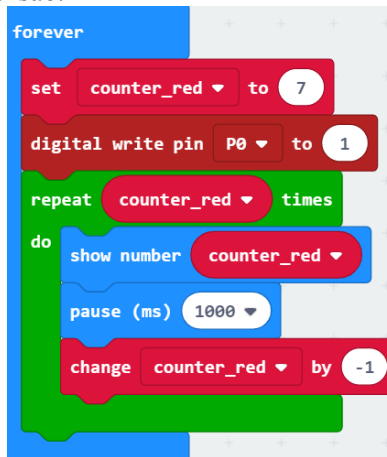 forever
set counter_red to 7
digital write pin P0 to 1
repeat counter_red times
do
show number counter_red
pause (ms) 1000
change counter_red by -1